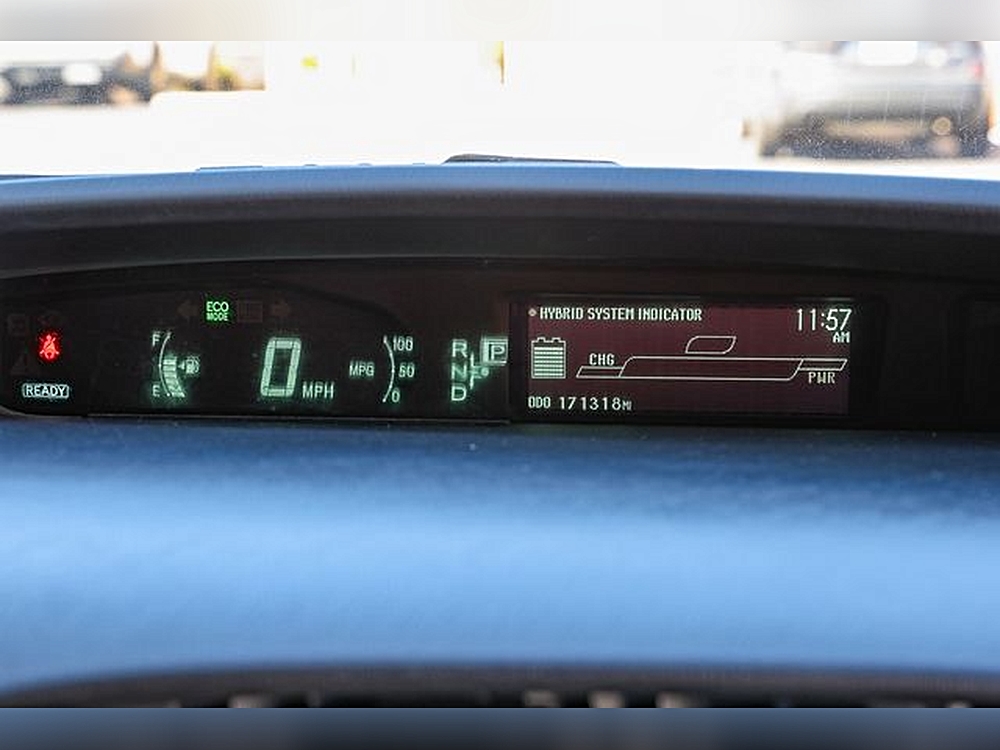 ECO
MODE
READY
F
E
0 MPH
MPG
100
50
0
R
N
D
P
HYBRID SYSTEM INDICATOR
11:57
AM
CHG
PWR
ODO 171318MI